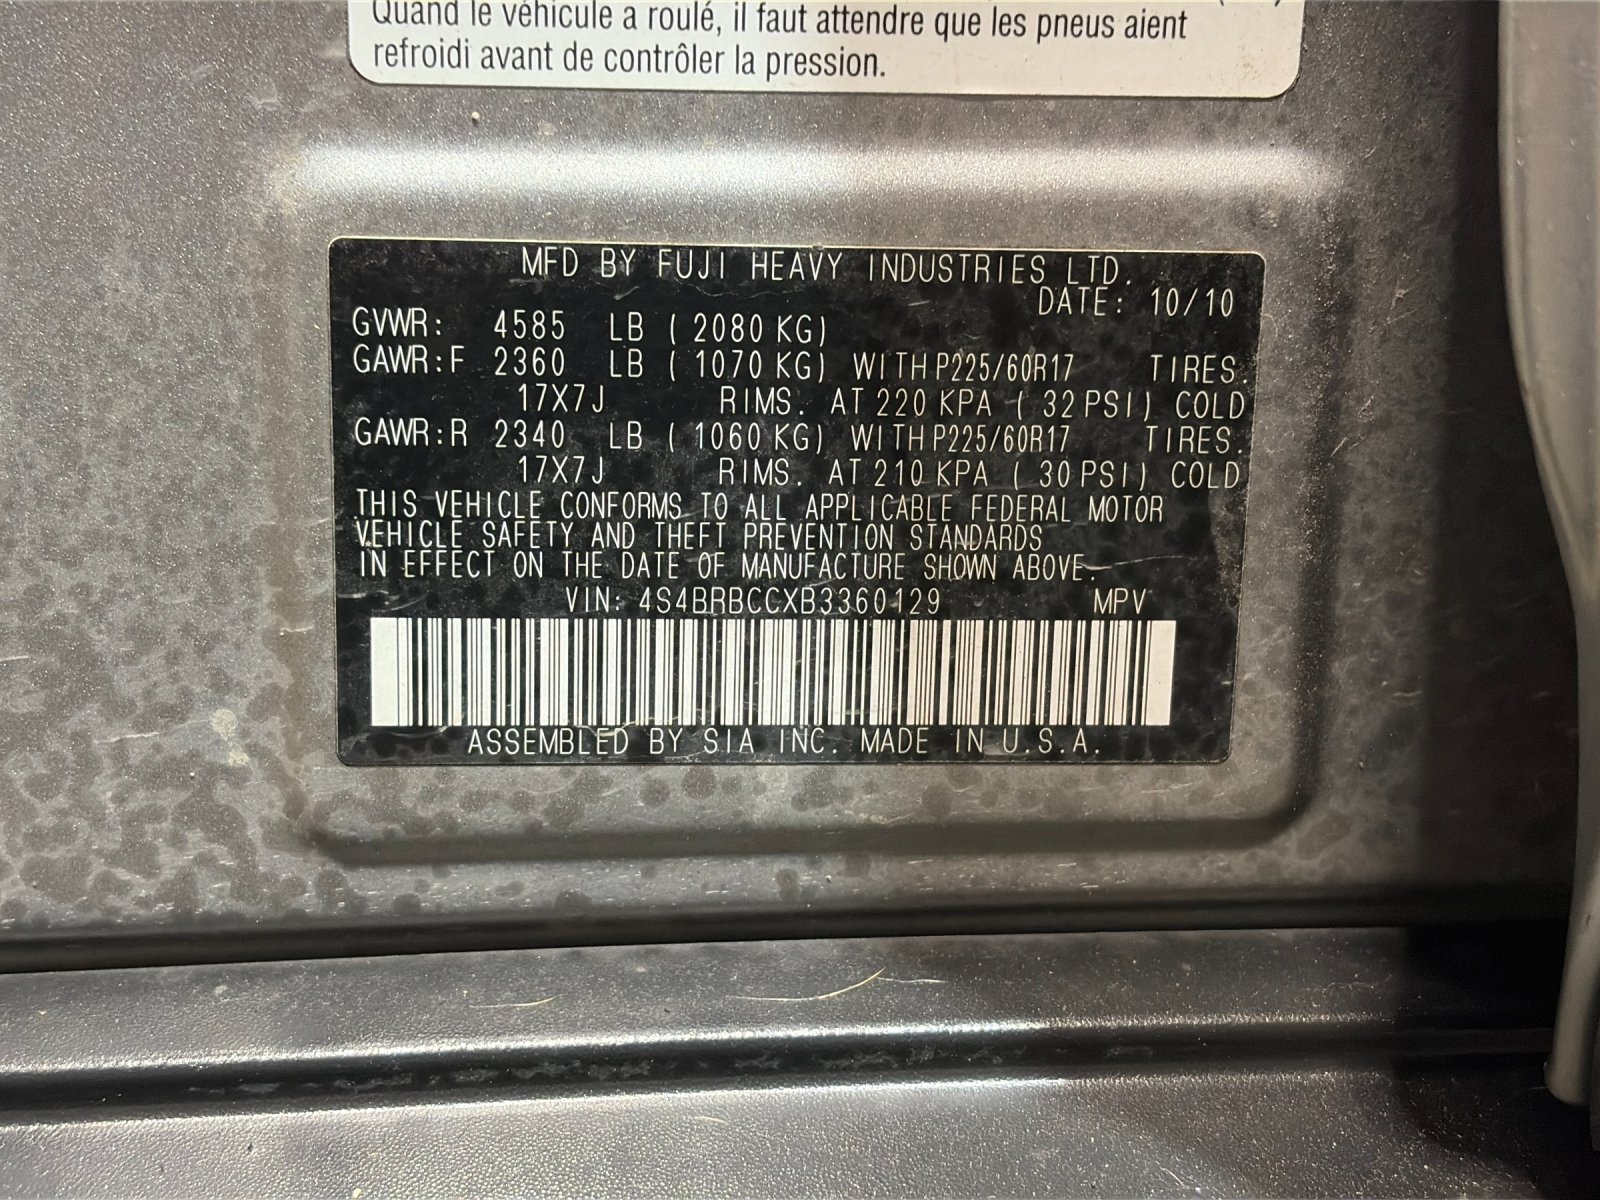 Quand le véhicule a roulé, il faut attendre que les pneus aient
refroidi avant de contrôler la pression.
MFD BY FUJI HEAVY INDUSTRIES LTD.
DATE: 10/10
GVWR: 4585 LB ( 2080 KG)
GAWR:F 2360 LB ( 1070 KG) WITH P225/60R17 TIRES.
17X7J RIMS. AT 220 KPA ( 32 PSI) COLD
GAWR:R 2340 LB ( 1060 KG) WITH P225/60R17 TIRES.
17X7J RIMS. AT 210 KPA ( 30 PSI) COLD
THIS VEHICLE CONFORMS TO ALL APPLICABLE FEDERAL MOTOR
VEHICLE SAFETY AND THEFT PREVENTION STANDARDS
IN EFFECT ON THE DATE OF MANUFACTURE SHOWN ABOVE.
VIN: 4S4BRBCCXB3360129 MPV
ASSEMBLED BY SIA INC. MADE IN U.S.A.